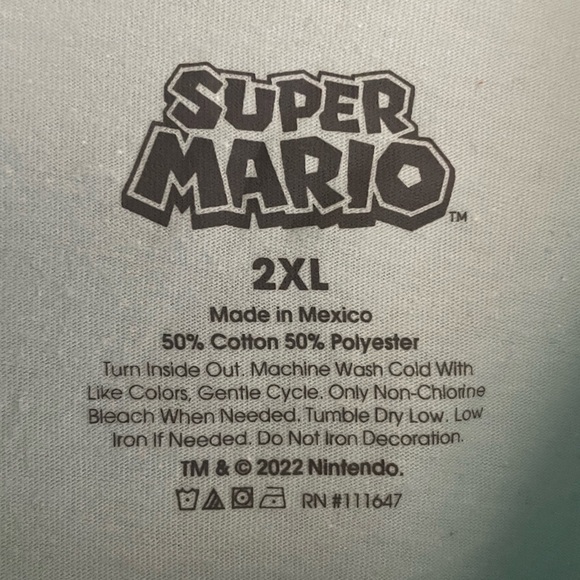 SUPER
MARIO™
2XL
Made in Mexico
50% Cotton 50% Polyester
Turn Inside Out. Machine Wash Cold With
Like Colors, Gentle Cycle. Only Non-Chlorine
Bleach When Needed. Tumble Dry Low. Low
Iron If Needed. Do Not Iron Decoration.
TM & © 2022 Nintendo.
RN #111647